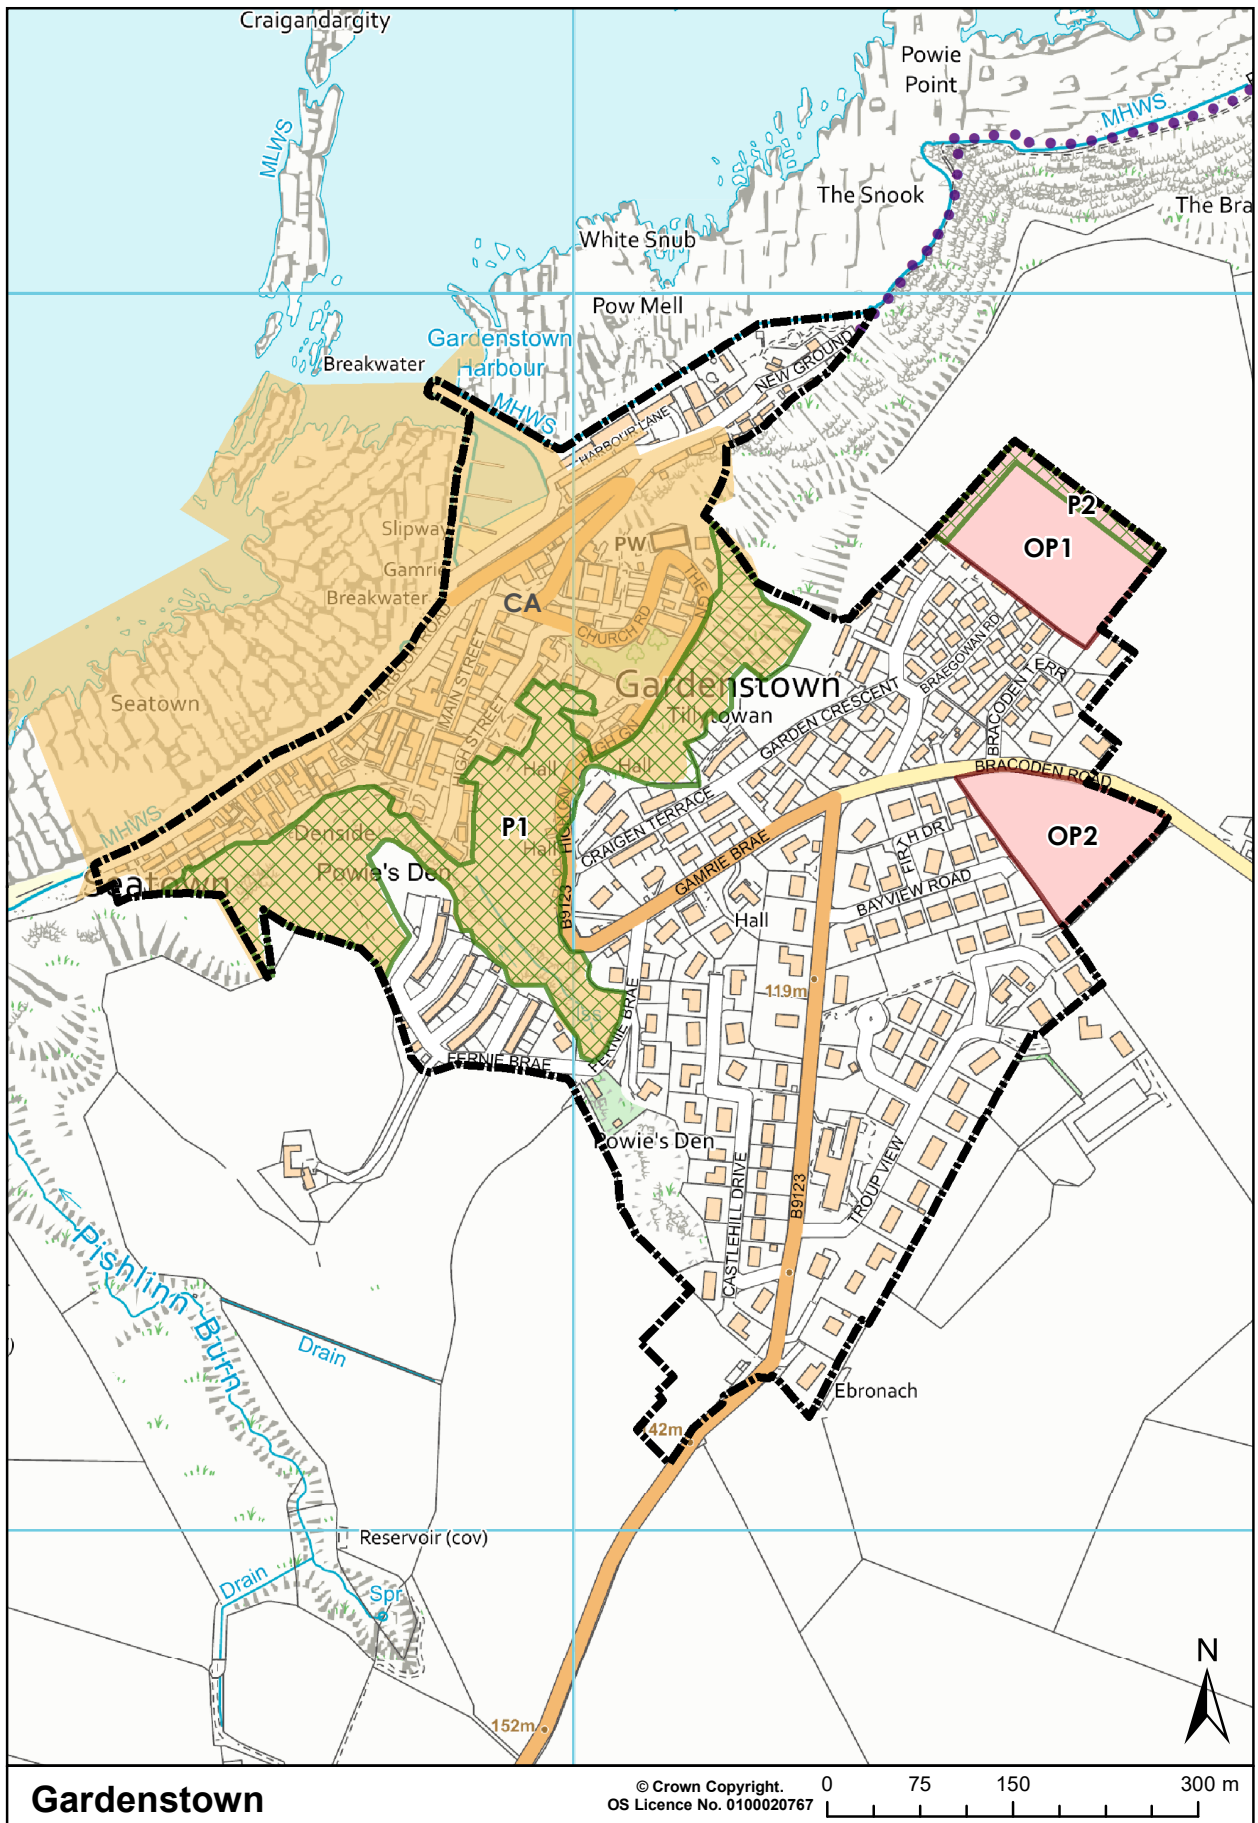 Craigandargity
Powie
Point
MHWS
MLWS
The Snook
The Bra
White Snub
Pow Mell
Gardenstown
Harbour
Breakwater
MHWS
NEW GROUND
HARBOUR LANE
P2
OP1
Slipway
PW
Gamrie
Breakwater
CA
CHURCH RD
HARBOUR ROAD
MAIN STREET
BRAEGOWAN RD
BRACODEN TERR
Gardenstown
Seatown
Tillytowan
GARDEN CRESCENT
HIGH STREET
Hall
Hall
BRACODEN ROAD
MHWS
P1
Denside
Hall
CRAIGEN TERRACE
OP2
Powie's Den
GAMRIE BRAE
FIRTH DR
BAYVIEW ROAD
Seatown
B9123
Hall
119m
Iss
FERNIE BRAE
FERNIE BRAE
Powie's Den
CASTLEHILL DRIVE
B9123
TROUP VIEW
Pishlinn Burn
Drain
Ebronach
142m
Reservoir (cov)
Drain
Spr
152m
N
Gardenstown
© Crown Copyright.
OS Licence No. 0100020767
0 75 150 300 m